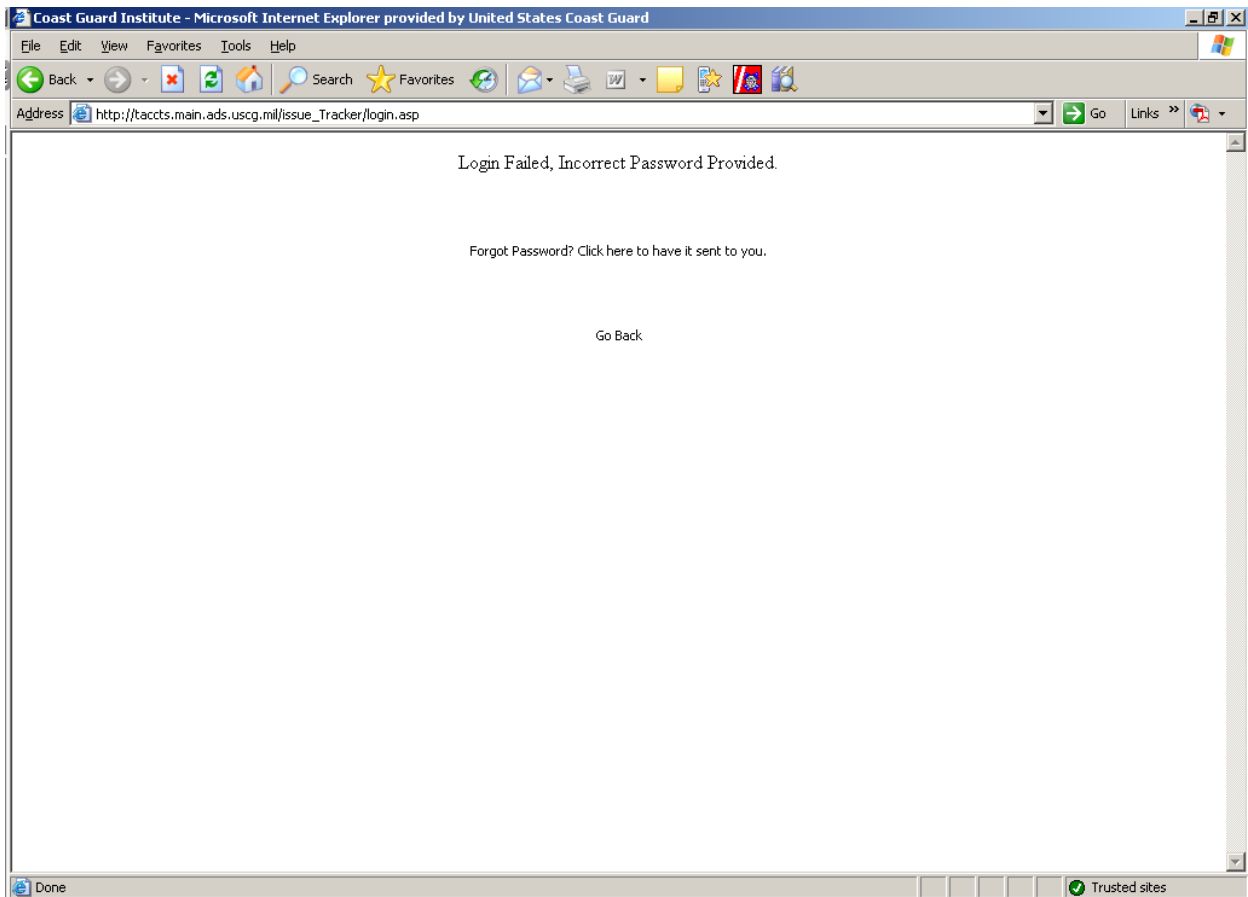 Coast Guard Institute - Microsoft Internet Explorer provided by United States Coast Guard
File Edit View Favorites Tools Help
Back Search Favorites
Address http://taccts.main.ads.uscg.mil/issue_Tracker/login.asp Go Links »
Login Failed, Incorrect Password Provided.
Forgot Password? Click here to have it sent to you.
Go Back
Done Trusted sites